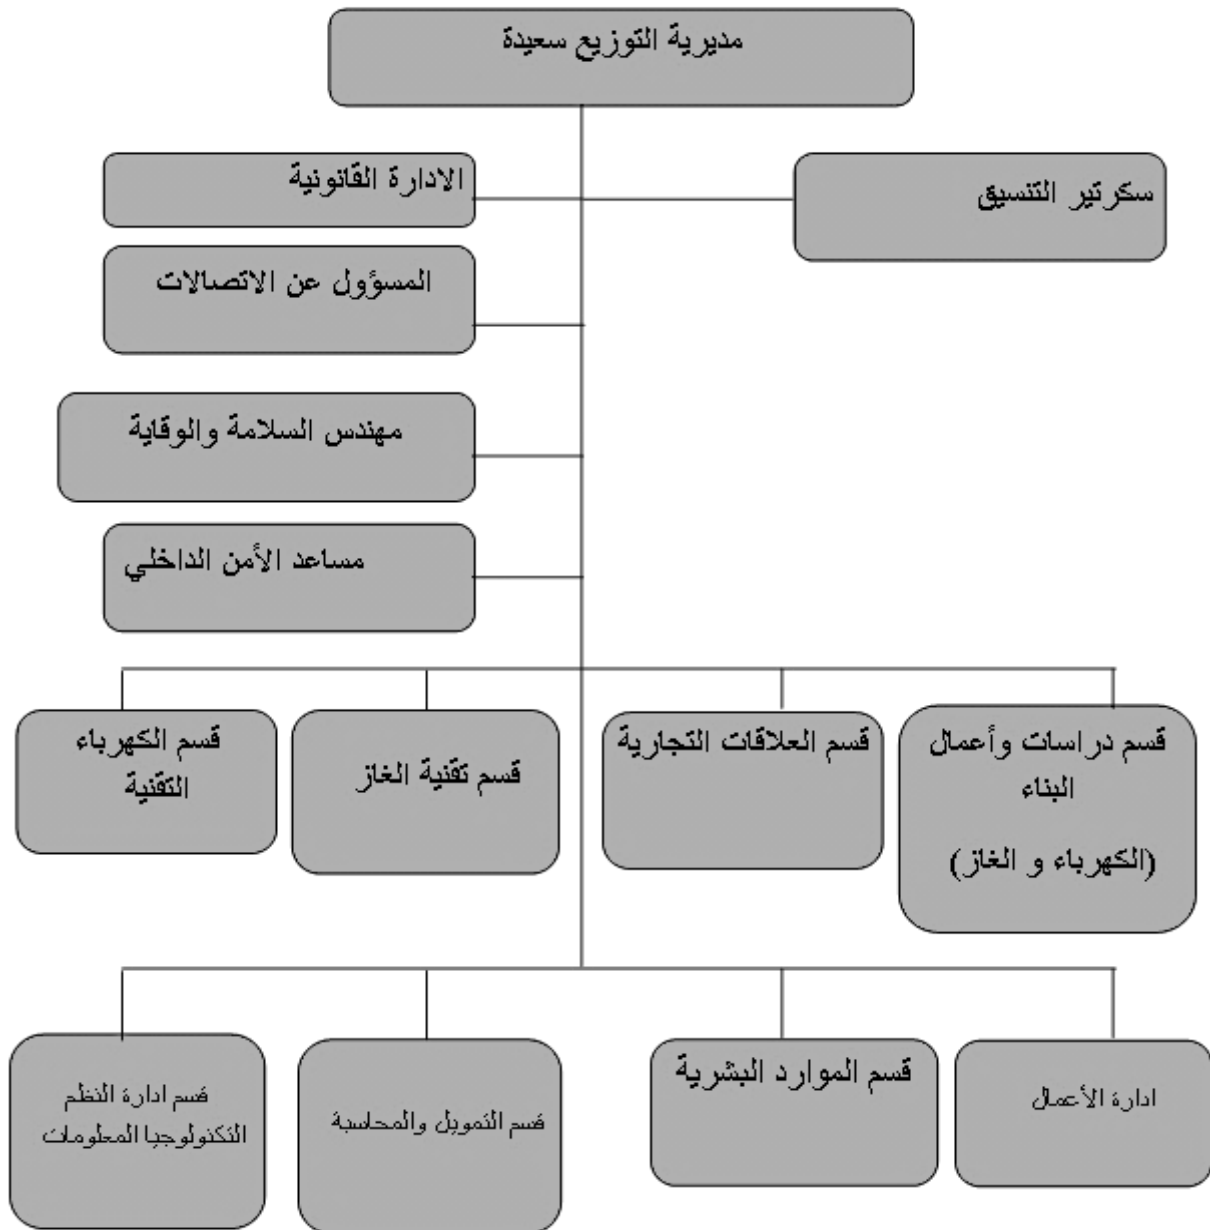 مديرية التوزيع سعيدة
سكرتير التنسيق
الادارة القانونية
المسؤول عن الاتصالات
مهندس السلامة والوقاية
مساعد الأمن الداخلي
قسم دراسات وأعمال
البناء
(الكهرباء و الغاز)
قسم العلاقات التجارية
قسم تقنية الغاز
قسم الكهرباء
التقنية
ادارة الأعمال
قسم الموارد البشرية
قسم التمويل والمحاسبة
قسم ادارة النظم
التكنولوجيا المعلومات